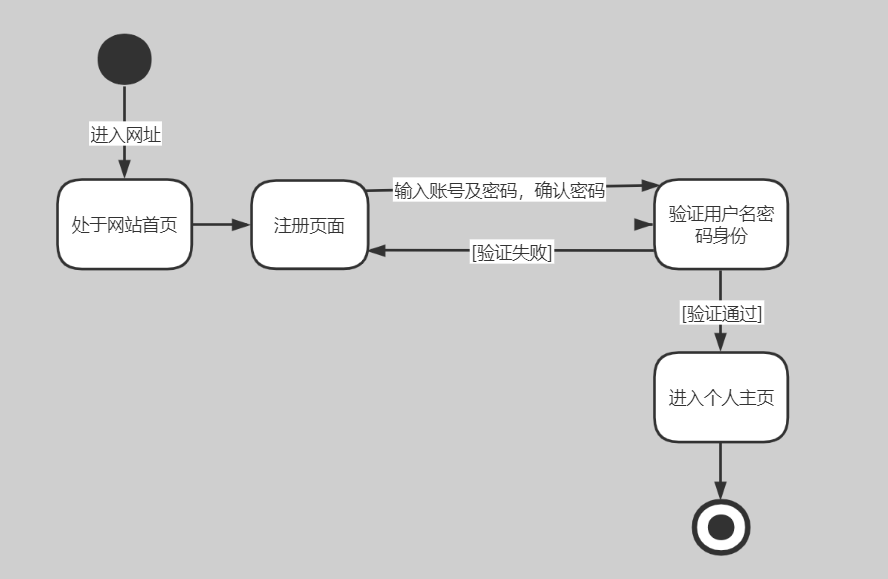 进入网址
处于网站首页
注册页面
输入账号及密码，确认密码
[验证失败]
验证用户名密
码身份
[验证通过]
进入个人主页